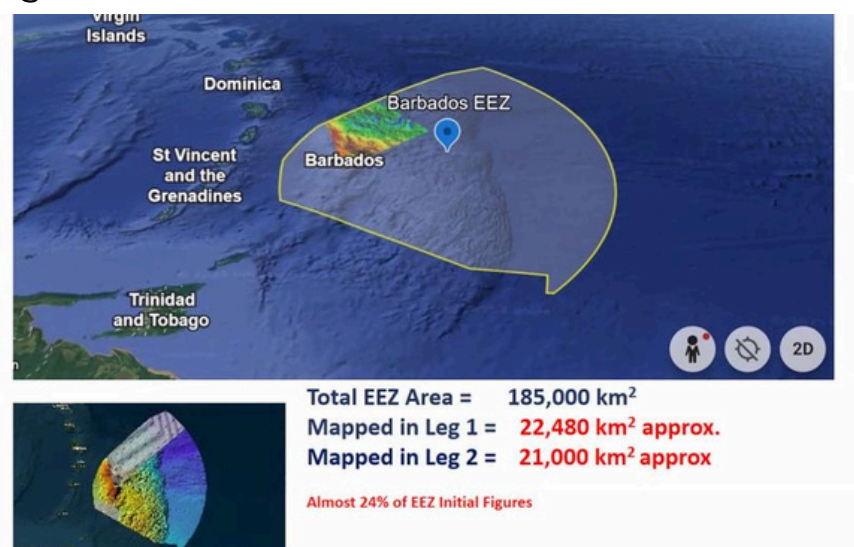 Virgin
Islands
Dominica
Barbados EEZ
St Vincent
and the
Grenadines
Barbados
Trinidad
and Tobago
2D
Total EEZ Area = 185,000 km²
Mapped in Leg 1 = 22,480 km² approx.
Mapped in Leg 2 = 21,000 km² approx
Almost 24% of EEZ Initial Figures